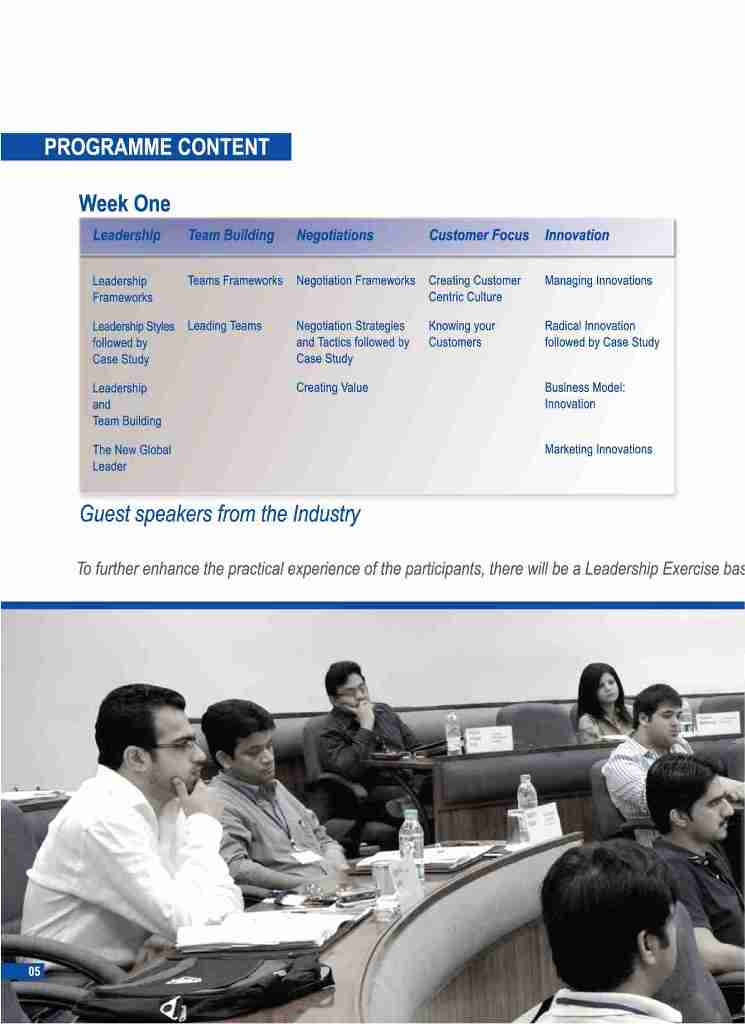 PROGRAMME CONTENT
Week One
Leadership Team Building Negotiations Customer Focus Innovation
Leadership
Frameworks
Teams Frameworks
Negotiation Frameworks
Creating Customer
Centric Culture
Managing Innovations
Leadership Styles
followed by
Case Study
Leading Teams
Negotiation Strategies
and Tactics followed by
Case Study
Knowing your
Customers
Radical Innovation
followed by Case Study
Leadership
and
Team Building
Creating Value
Business Model:
Innovation
The New Global
Leader
Marketing Innovations
Guest speakers from the Industry
To further enhance the practical experience of the participants, there will be a Leadership Exercise bas
05